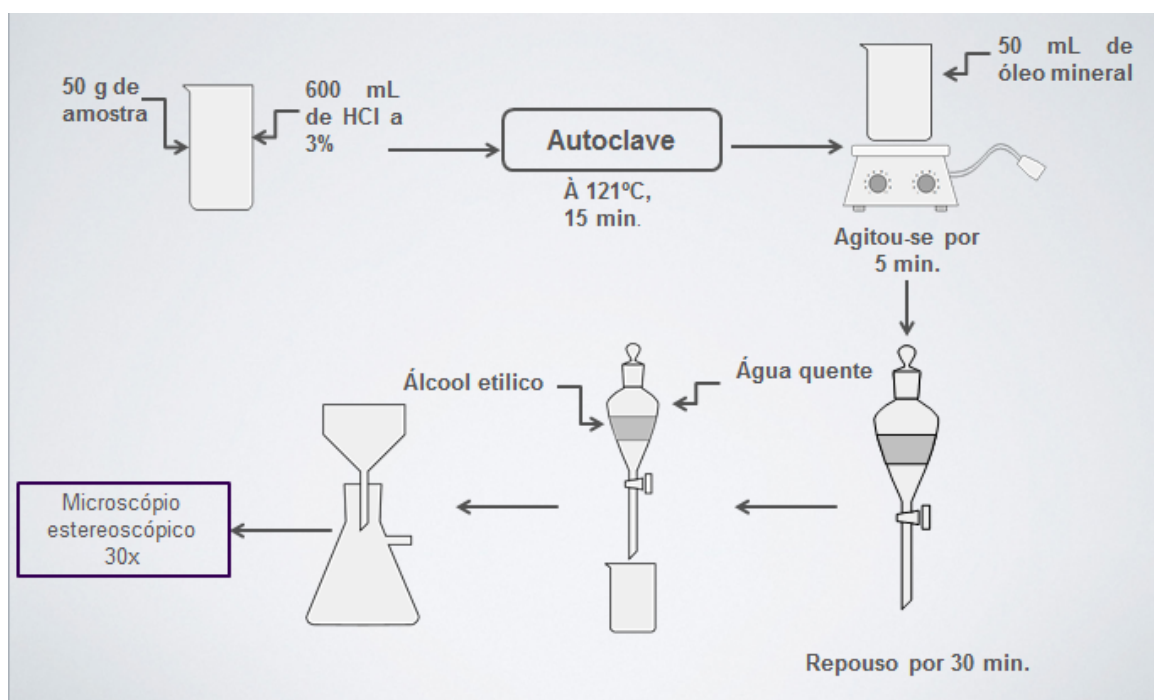 50 g de
amostra
600 mL
de HCl a
3%
Autoclave
À 121ºC,
15 min.
50 mL de
óleo mineral
Agitou-se por
5 min.
Álcool etilico
Água quente
Microscópio
estereoscópico
30x
Repouso por 30 min.